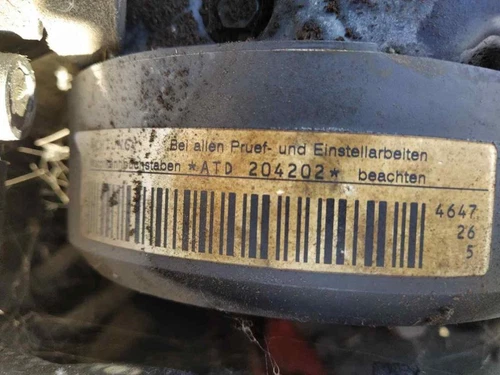 Bei allen Pruef- und Einstellarbeiten
*ATD 204202* beachten
4647
26
5